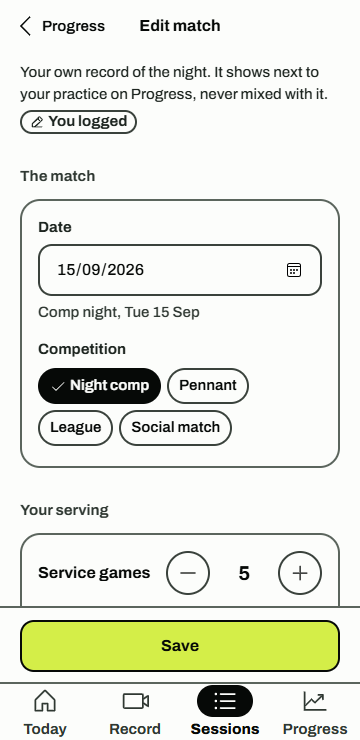 Progress
Edit match
Your own record of the night. It shows next to
your practice on Progress, never mixed with it.
You logged
The match
Date
15/09/2026
Comp night, Tue 15 Sep
Competition
Night comp
Pennant
League
Social match
Your serving
Service games
5
Save
Today
Record
Sessions
Progress